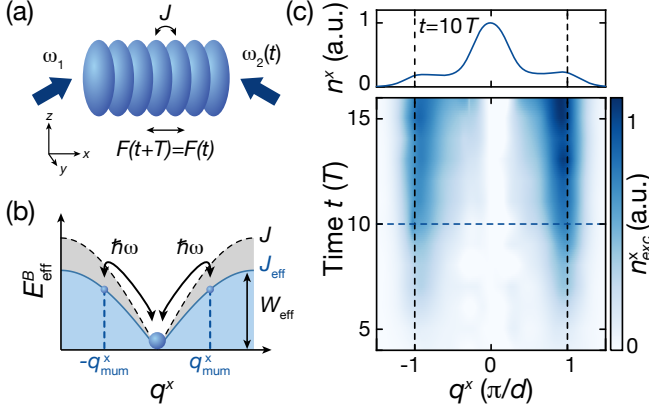 (a)
J
ω₁
ω₂(t)
z
x
y
F(t+T)=F(t)
(b)
E^B_eff
ħω
ħω
J
J_eff
W_eff
-q^x_mum
q^x_mum
q^x
(c)
n^x (a.u.)
1
0
t=10T
Time t (T)
15
10
5
-1
0
1
q^x (π/d)
1
0
n^x_exc (a.u.)